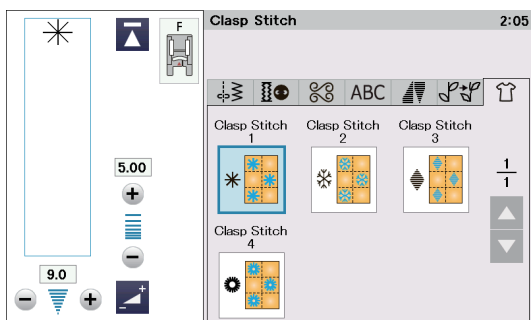 F
5.00
9.0
Clasp Stitch
2:05
ABC
Clasp Stitch
1
Clasp Stitch
2
Clasp Stitch
3
1
1
Clasp Stitch
4